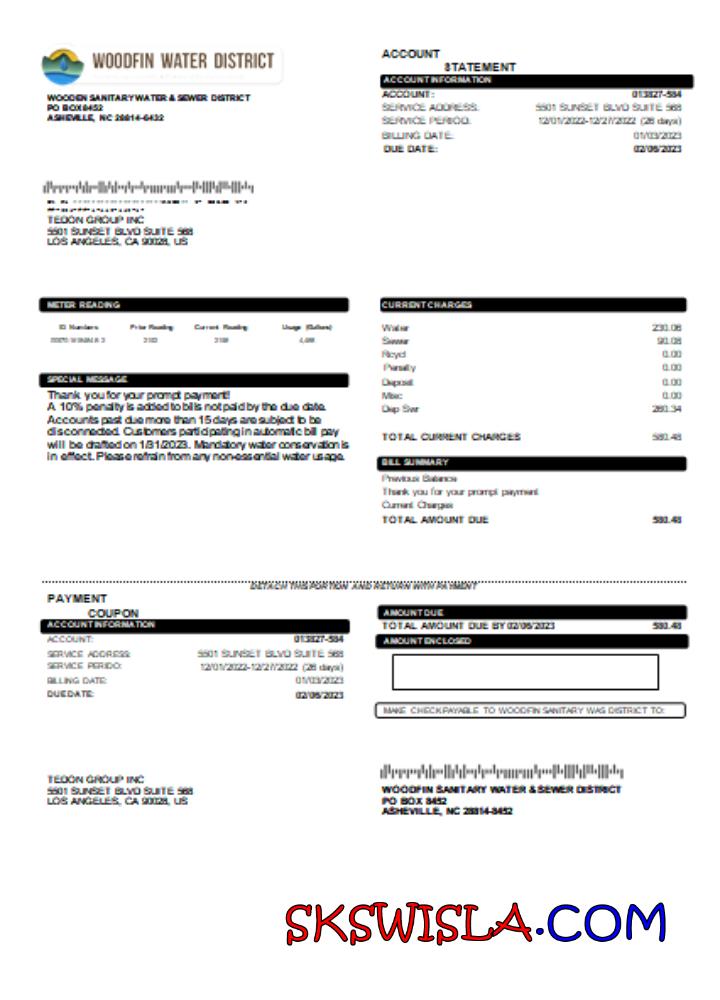 WOODFIN WATER DISTRICT
WOODEN SANITARY WATER & SEWER DISTRICT
PO BOX 8452
ASHEVILLE, NC 28814-6432
ACCOUNT
STATEMENT
ACCOUNT INFORMATION
ACCOUNT: 013827-584
SERVICE ADDRESS: 5501 SUNSET BLVD SUITE 568
SERVICE PERIOD: 12/01/2022-12/27/2022 (26 days)
BILLING DATE: 01/03/2023
DUE DATE: 02/06/2023
TEDON GROUP INC
5501 SUNSET BLVD SUITE 568
LOS ANGELES, CA 90028, US
METER READING
ID Numbers Prior Reading Current Reading Usage (Gallons)
SPECIAL MESSAGE
Thank you for your prompt payment!
A 10% penalty is added to bills not paid by the due date.
Accounts past due more than 15 days are subject to be
disconnected. Customers participating in automatic bill pay
will be drafted on 1/31/2023. Mandatory water conservation is
in effect. Please refrain from any non-essential water usage.
CURRENT CHARGES
Water 230.06
Sewer 90.08
Rcycl 0.00
Penalty 0.00
Deposit 0.00
Misc 0.00
Dep Swr 260.34
TOTAL CURRENT CHARGES 580.48
BILL SUMMARY
Previous Balance
Thank you for your prompt payment
Current Charges
TOTAL AMOUNT DUE 580.48
DETACH THIS PORTION AND RETURN WITH PAYMENT
PAYMENT
COUPON
ACCOUNT INFORMATION
ACCOUNT: 013827-584
SERVICE ADDRESS: 5501 SUNSET BLVD SUITE 568
SERVICE PERIDO: 12/01/2022-12/27/2022 (26 days)
BILLING DATE: 01/03/2023
DUE DATE: 02/06/2023
AMOUNT DUE
TOTAL AMOUNT DUE BY 02/06/2023 580.48
AMOUNT ENCLOSED
MAKE CHECK PAYABLE TO WOODFIN SANITARY WAS DISTRICT TO:
TEDON GROUP INC
5501 SUNSET BLVD SUITE 568
LOS ANGELES, CA 90028, US
WOODFIN SANITARY WATER & SEWER DISTRICT
PO BOX 8452
ASHEVILLE, NC 28814-8452
SKSWISLA.COM